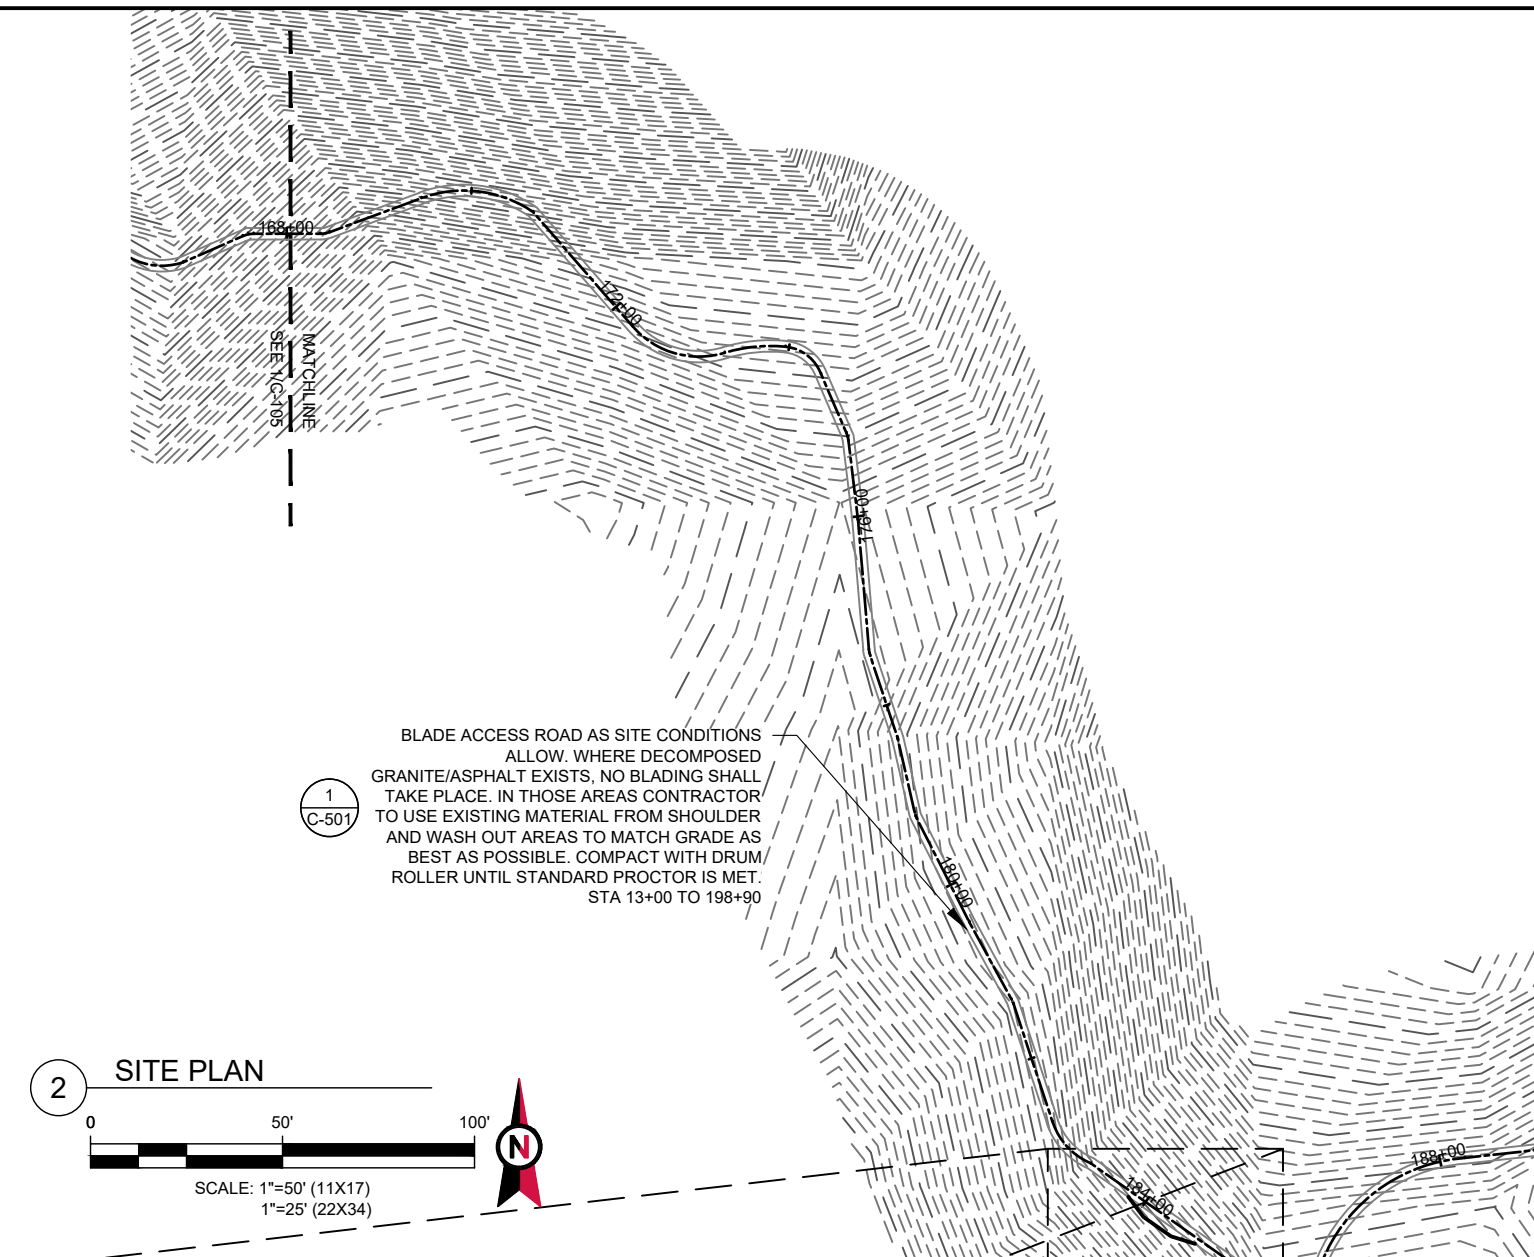 168+00
172+00
MATCHLINE
SEE 1/C-105
176+00
BLADE ACCESS ROAD AS SITE CONDITIONS
ALLOW. WHERE DECOMPOSED
GRANITE/ASPHALT EXISTS, NO BLADING SHALL
TAKE PLACE. IN THOSE AREAS CONTRACTOR
TO USE EXISTING MATERIAL FROM SHOULDER
AND WASH OUT AREAS TO MATCH GRADE AS
BEST AS POSSIBLE. COMPACT WITH DRUM
ROLLER UNTIL STANDARD PROCTOR IS MET.
STA 13+00 TO 198+90
1
C-501
180+00
2
SITE PLAN
0 50' 100'
SCALE: 1"=50' (11X17)
1"=25' (22X34)
N
184+00
188+00